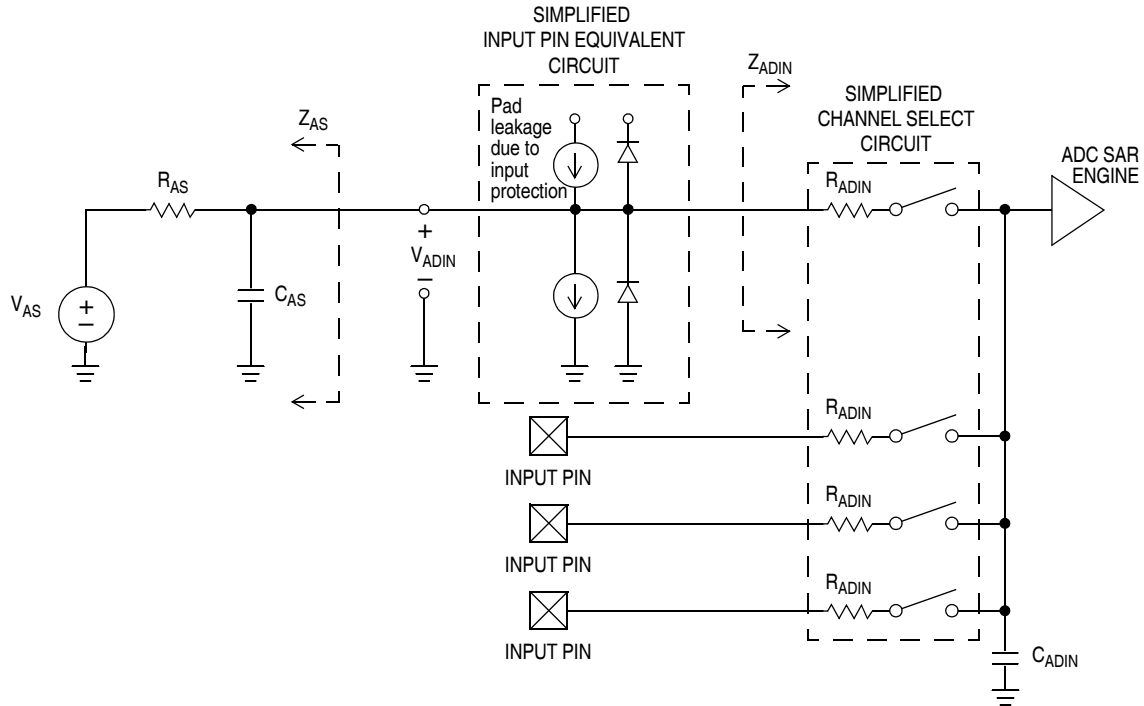 SIMPLIFIED
INPUT PIN EQUIVALENT
CIRCUIT
Pad
leakage
due to
input
protection
ZAS
RAS
VAS
+
–
CAS
+
VADIN
–
ZADIN
SIMPLIFIED
CHANNEL SELECT
CIRCUIT
RADIN
ADC SAR
ENGINE
RADIN
INPUT PIN
RADIN
INPUT PIN
RADIN
INPUT PIN
CADIN